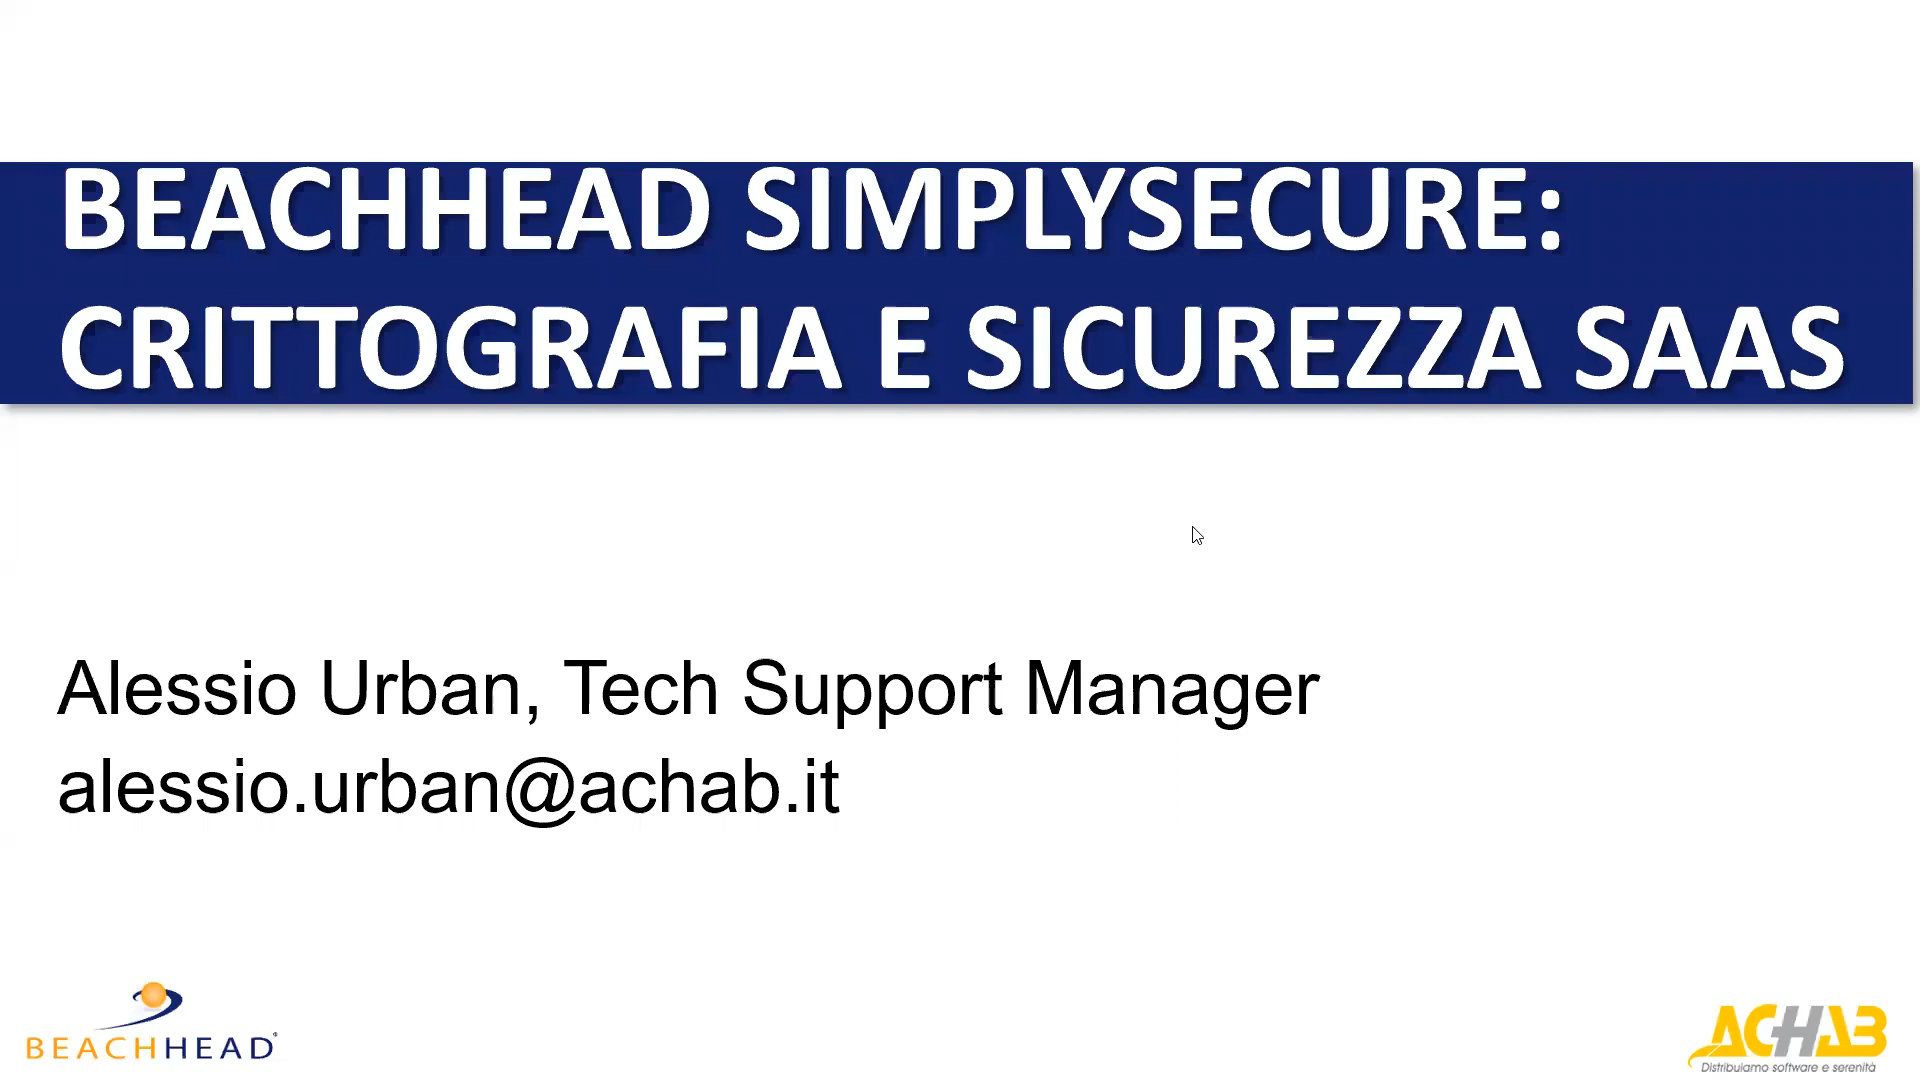 BEACHHEAD SIMPLYSECURE:
CRITTOGRAFIA E SICUREZZA SAAS
Alessio Urban, Tech Support Manager
alessio.urban@achab.it
BEACHHEAD®
ACHAB
Distribuiamo software e serenità